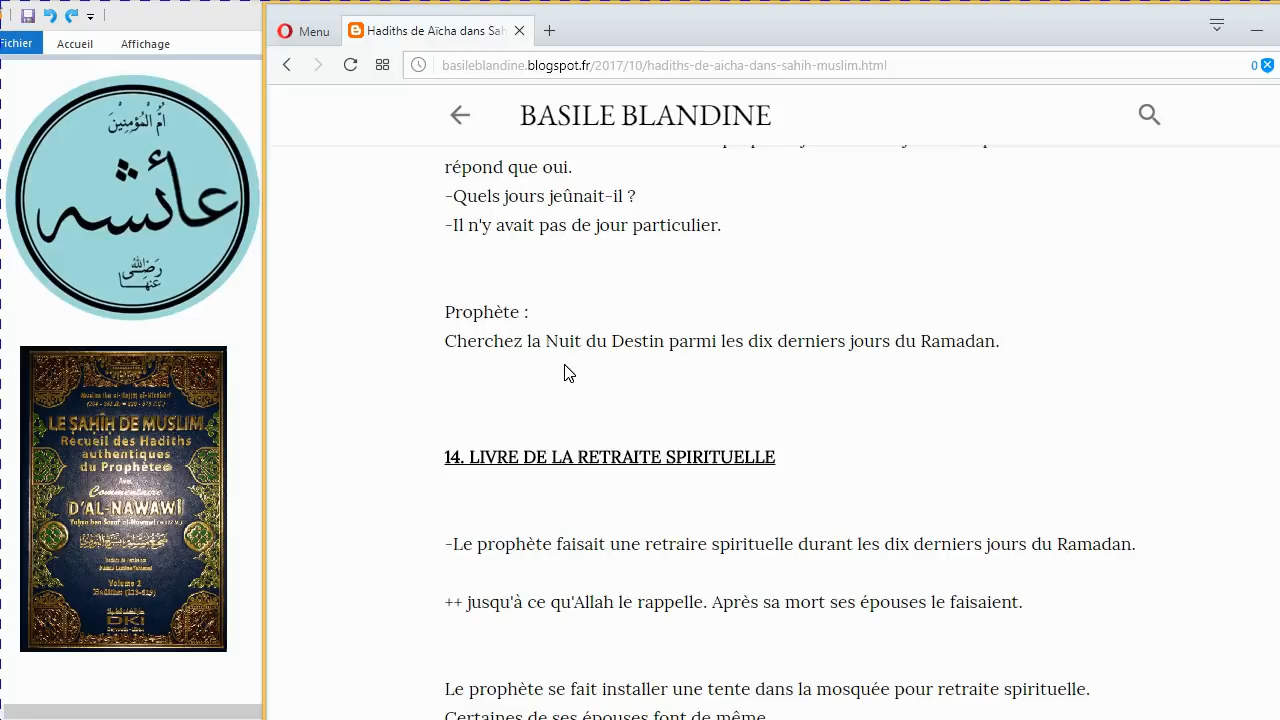 Fichier
Accueil
Affichage
Menu
Hadiths de Aïcha dans Sah
basileblandine.blogspot.fr/2017/10/hadiths-de-aicha-dans-sahih-muslim.html
0
BASILE BLANDINE
répond que oui.
-Quels jours jeûnait-il ?
-Il n'y avait pas de jour particulier.
Prophète :
Cherchez la Nuit du Destin parmi les dix derniers jours du Ramadan.
14. LIVRE DE LA RETRAITE SPIRITUELLE
-Le prophète faisait une retraire spirituelle durant les dix derniers jours du Ramadan.
++ jusqu'à ce qu'Allah le rappelle. Après sa mort ses épouses le faisaient.
Le prophète se fait installer une tente dans la mosquée pour retraite spirituelle.
Certaines de ses épouses font de même.
أم المؤمنين
عائشه
رضي الله
عنها
LE ṢAḤÎḤ DE MUSLIM
Recueil des Hadiths
authentiques
du Prophète
Avec
Commentaire
D'AL-NAWAWÎ
Volume 2
DKi